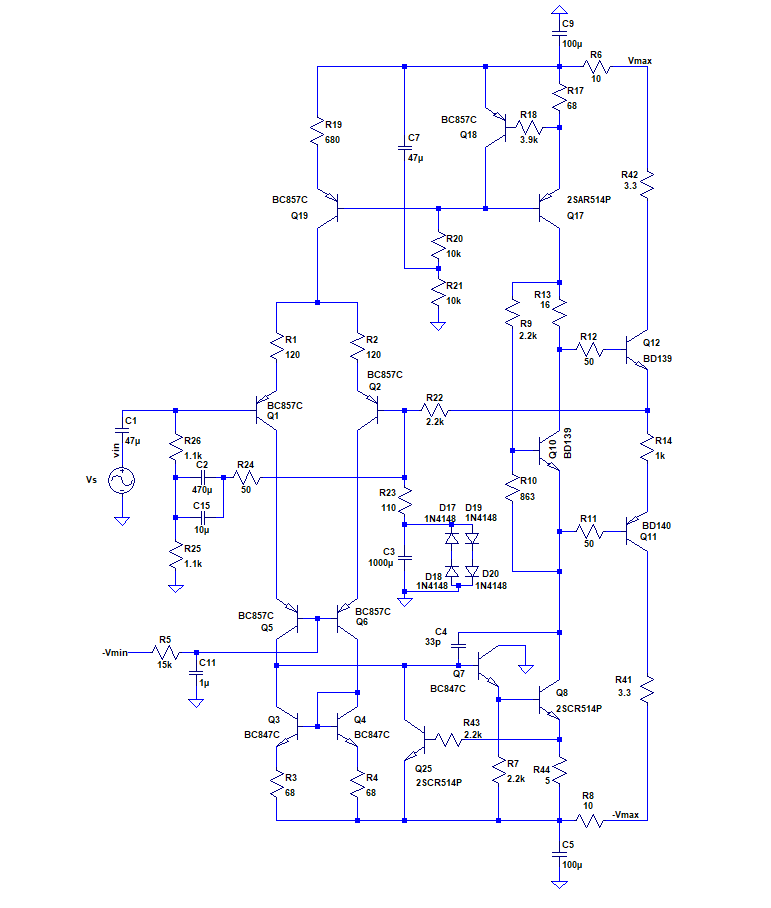 C9
100µ
R6
10
Vmax
R17
68
BC857C
Q18
R18
3.9k
R19
680
C7
47µ
R42
3.3
BC857C
Q19
2SAR514P
Q17
R20
10k
R21
10k
R13
16
R9
2.2k
R1
120
R2
120
R12
50
Q12
BD139
BC857C
Q2
BC857C
Q1
R22
2.2k
C1
47µ
vin
Vs
R26
1.1k
C2
470µ
R24
50
C15
10µ
R25
1.1k
Q10
BD139
R14
1k
R10
863
R23
110
D17
1N4148
D19
1N4148
R11
50
BD140
Q11
C3
1000µ
D18
1N4148
D20
1N4148
BC857C
Q5
BC857C
Q6
C4
33p
-Vmin
R5
15k
C11
1µ
Q7
BC847C
Q8
2SCR514P
R41
3.3
Q3
BC847C
Q4
BC847C
R43
2.2k
Q25
2SCR514P
R3
68
R4
68
R7
2.2k
R44
5
R8
10
-Vmax
C5
100µ